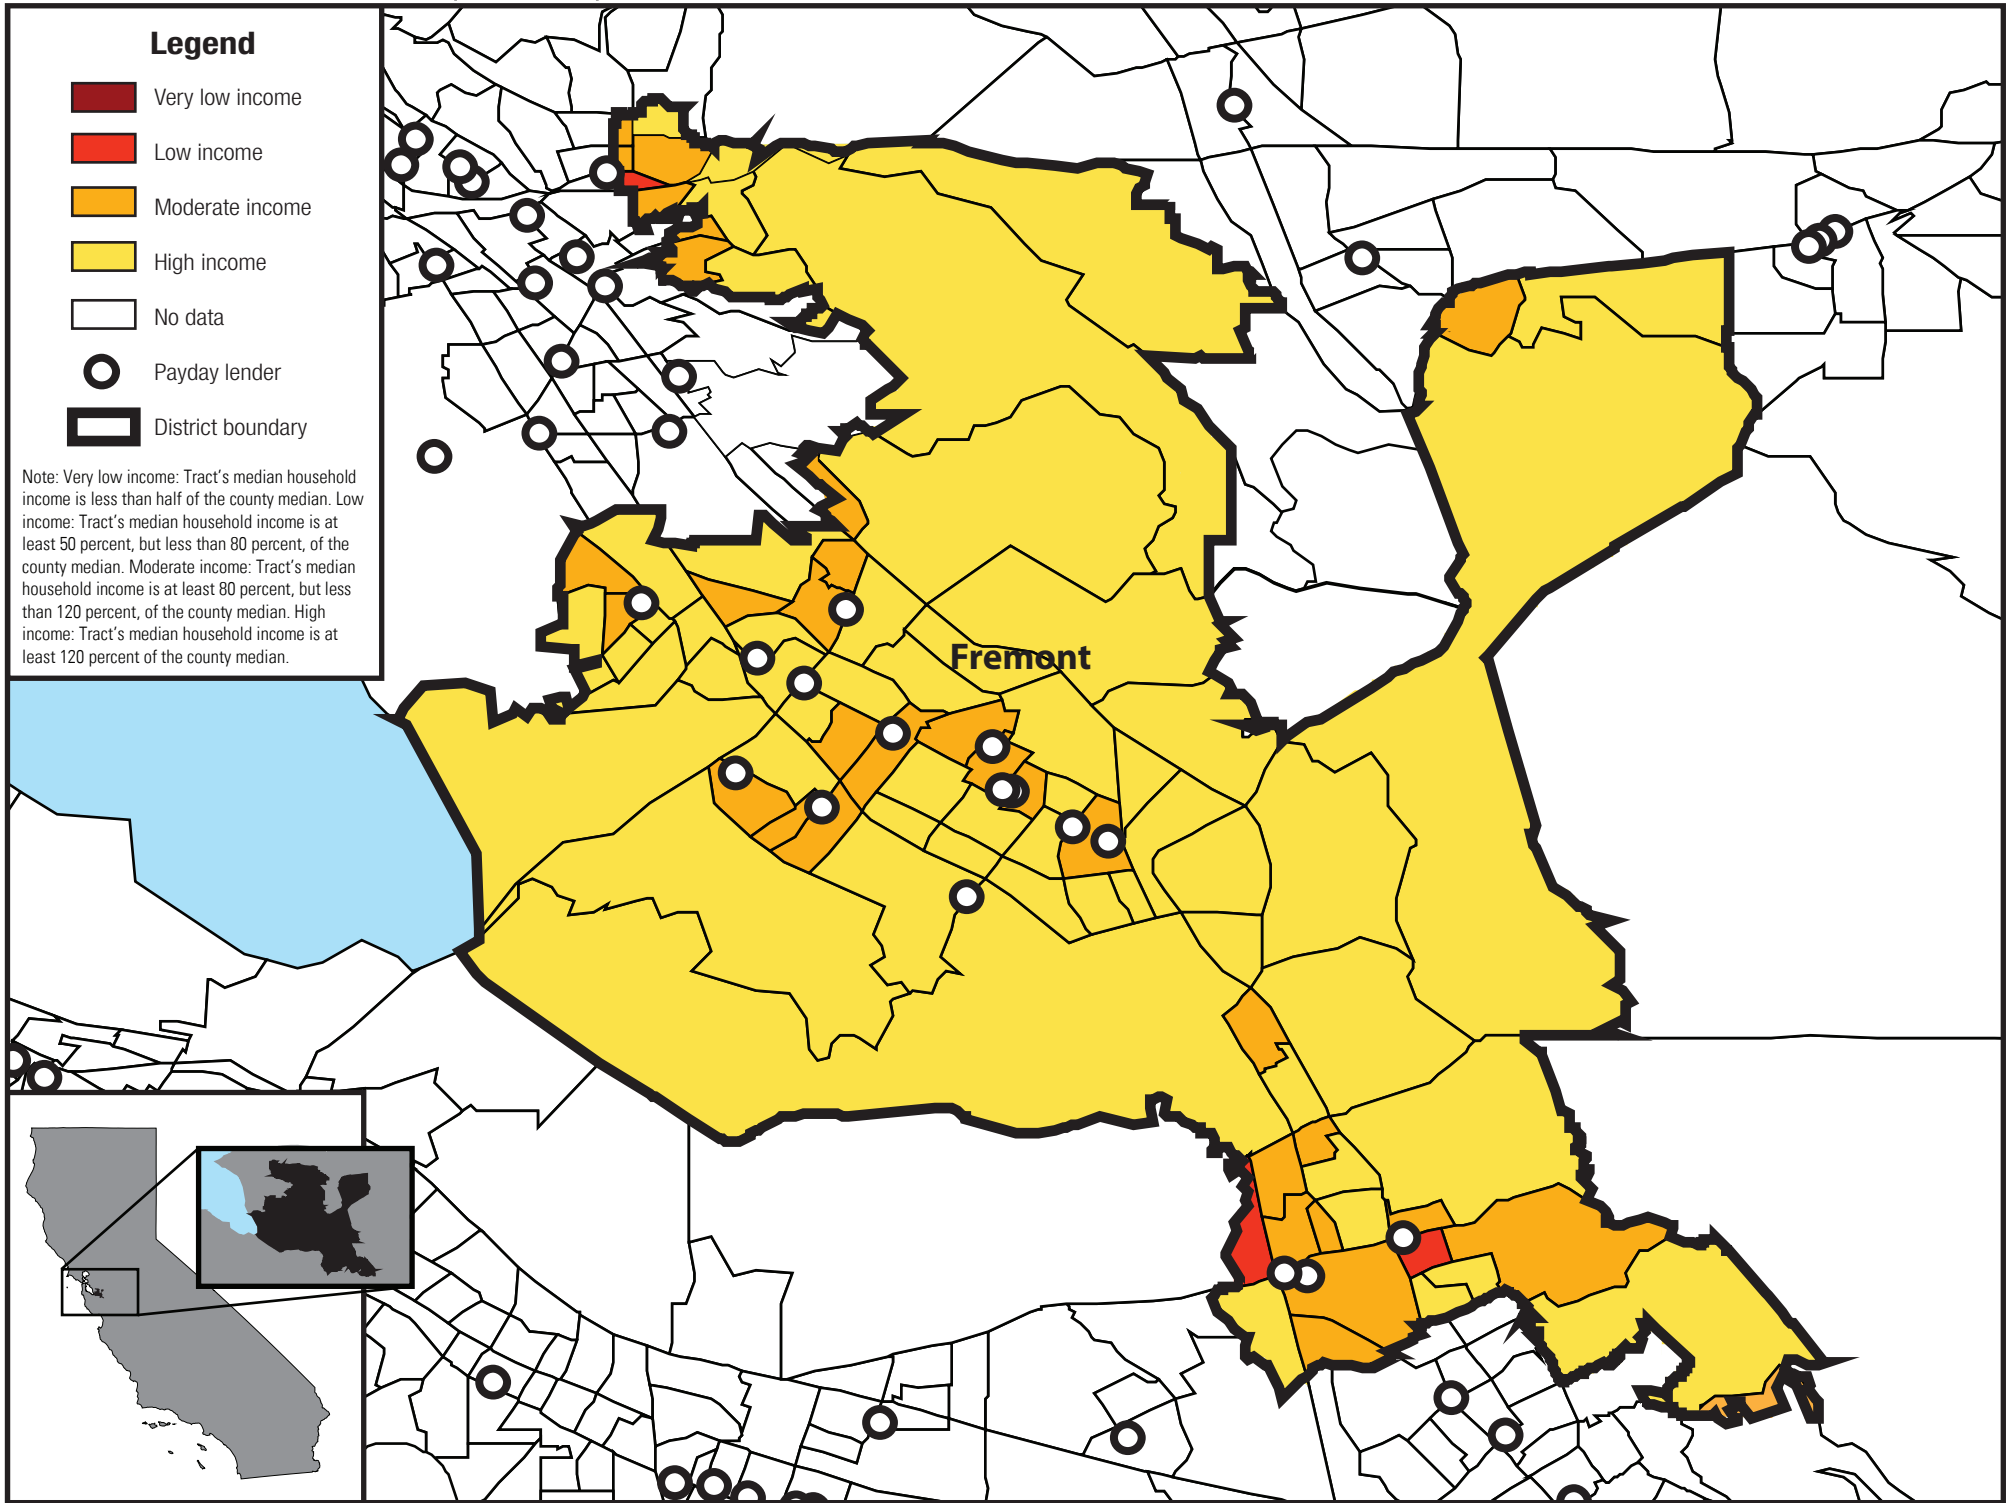 Legend
Very low income
Low income
Moderate income
High income
No data
Payday lender
District boundary
Note: Very low income: Tract's median household
income is less than half of the county median. Low
income: Tract's median household income is at
least 50 percent, but less than 80 percent, of the
county median. Moderate income: Tract's median
household income is at least 80 percent, but less
than 120 percent, of the county median. High
income: Tract's median household income is at
least 120 percent of the county median.
Fremont